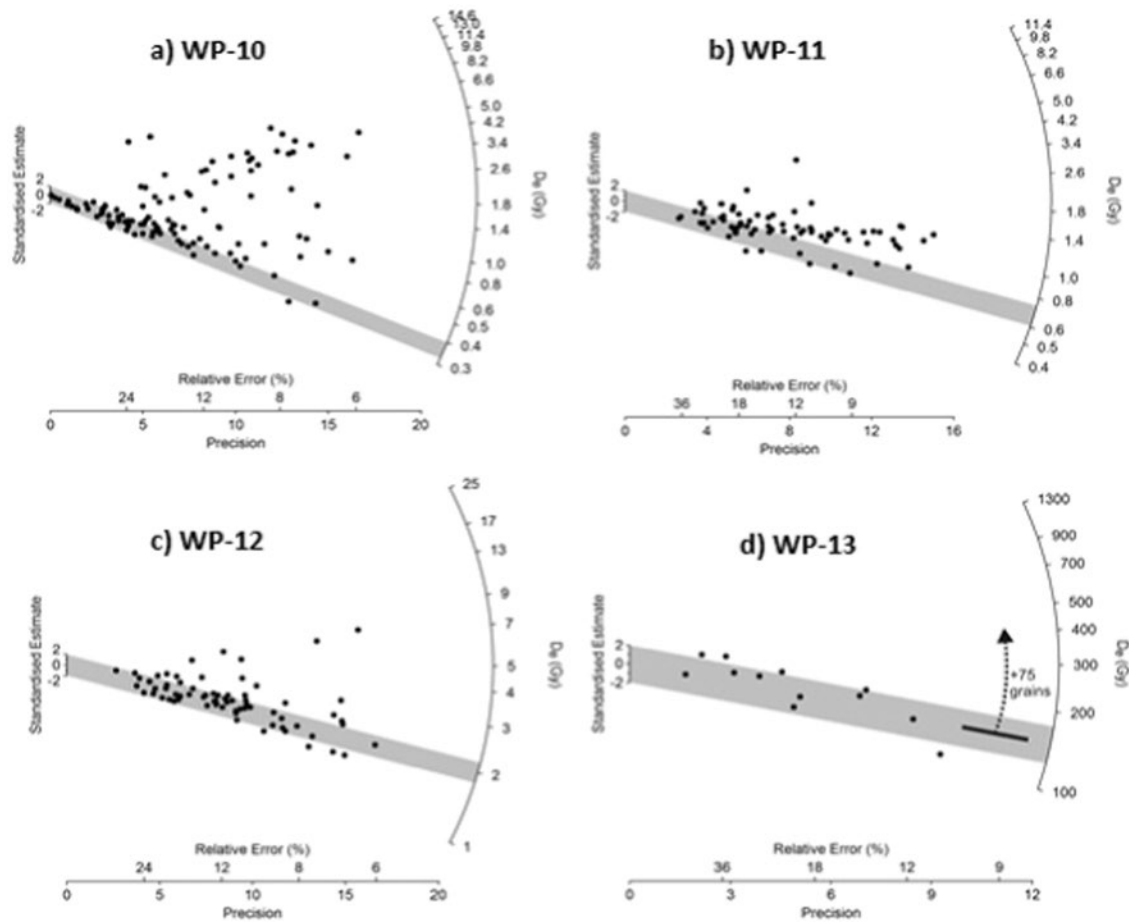 a) WP-10
Standardised Estimate
2
0
-2
14.6
13.0
11.4
9.8
8.2
6.6
5.0
4.2
3.4
2.6
1.8
1.4
1.0
0.8
0.6
0.5
0.4
0.3
De (Gy)
Relative Error (%)
24 12 8 6
0 5 10 15 20
Precision
b) WP-11
Standardised Estimate
2
0
-2
11.4
9.8
8.2
6.6
5.0
4.2
3.4
2.6
1.8
1.4
1.0
0.8
0.6
0.5
0.4
De (Gy)
Relative Error (%)
36 18 12 9
0 4 8 12 16
Precision
c) WP-12
Standardised Estimate
2
0
-2
25
17
13
9
7
5
4
3
2
1
De (Gy)
Relative Error (%)
24 12 8 6
0 5 10 15 20
Precision
d) WP-13
Standardised Estimate
2
0
-2
1300
900
700
500
400
300
200
100
De (Gy)
+75
grains
Relative Error (%)
36 18 12 9
0 3 6 9 12
Precision